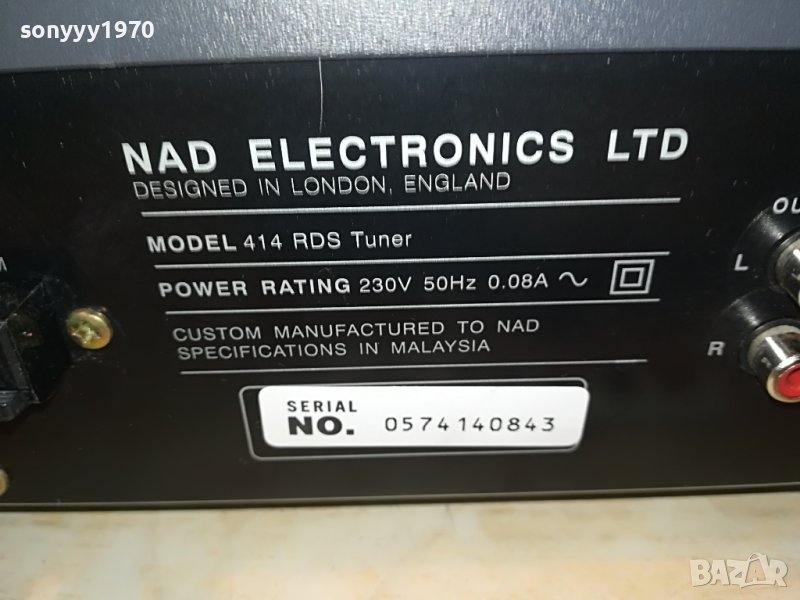 sonyyy1970
NAD ELECTRONICS LTD
DESIGNED IN LONDON, ENGLAND
MODEL 414 RDS Tuner
POWER RATING 230V 50Hz 0.08A ~
CUSTOM MANUFACTURED TO NAD
SPECIFICATIONS IN MALAYSIA
SERIAL
NO. 0574140843
L
R
BAZAR